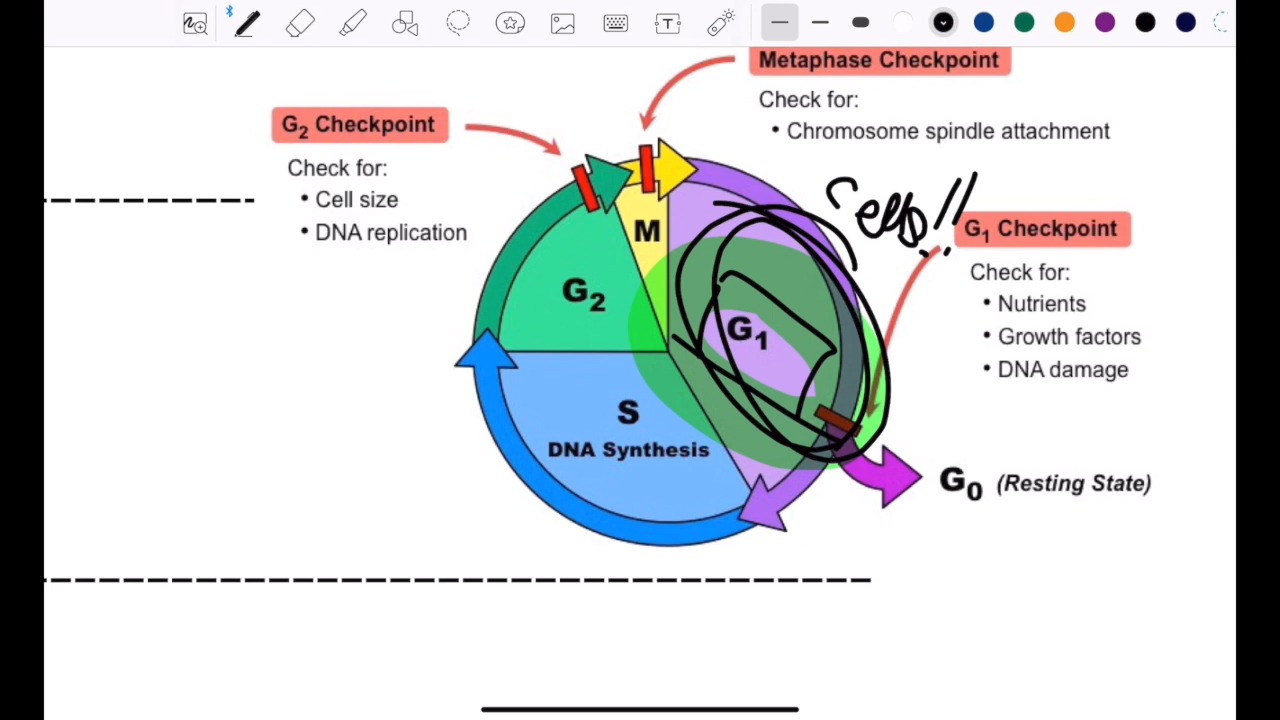 Metaphase Checkpoint
Check for:
• Chromosome spindle attachment
G₂ Checkpoint
Check for:
• Cell size
• DNA replication
Cells!!
G₁ Checkpoint
Check for:
• Nutrients
• Growth factors
• DNA damage
M
G₂
G₁
S
DNA Synthesis
G₀ (Resting State)